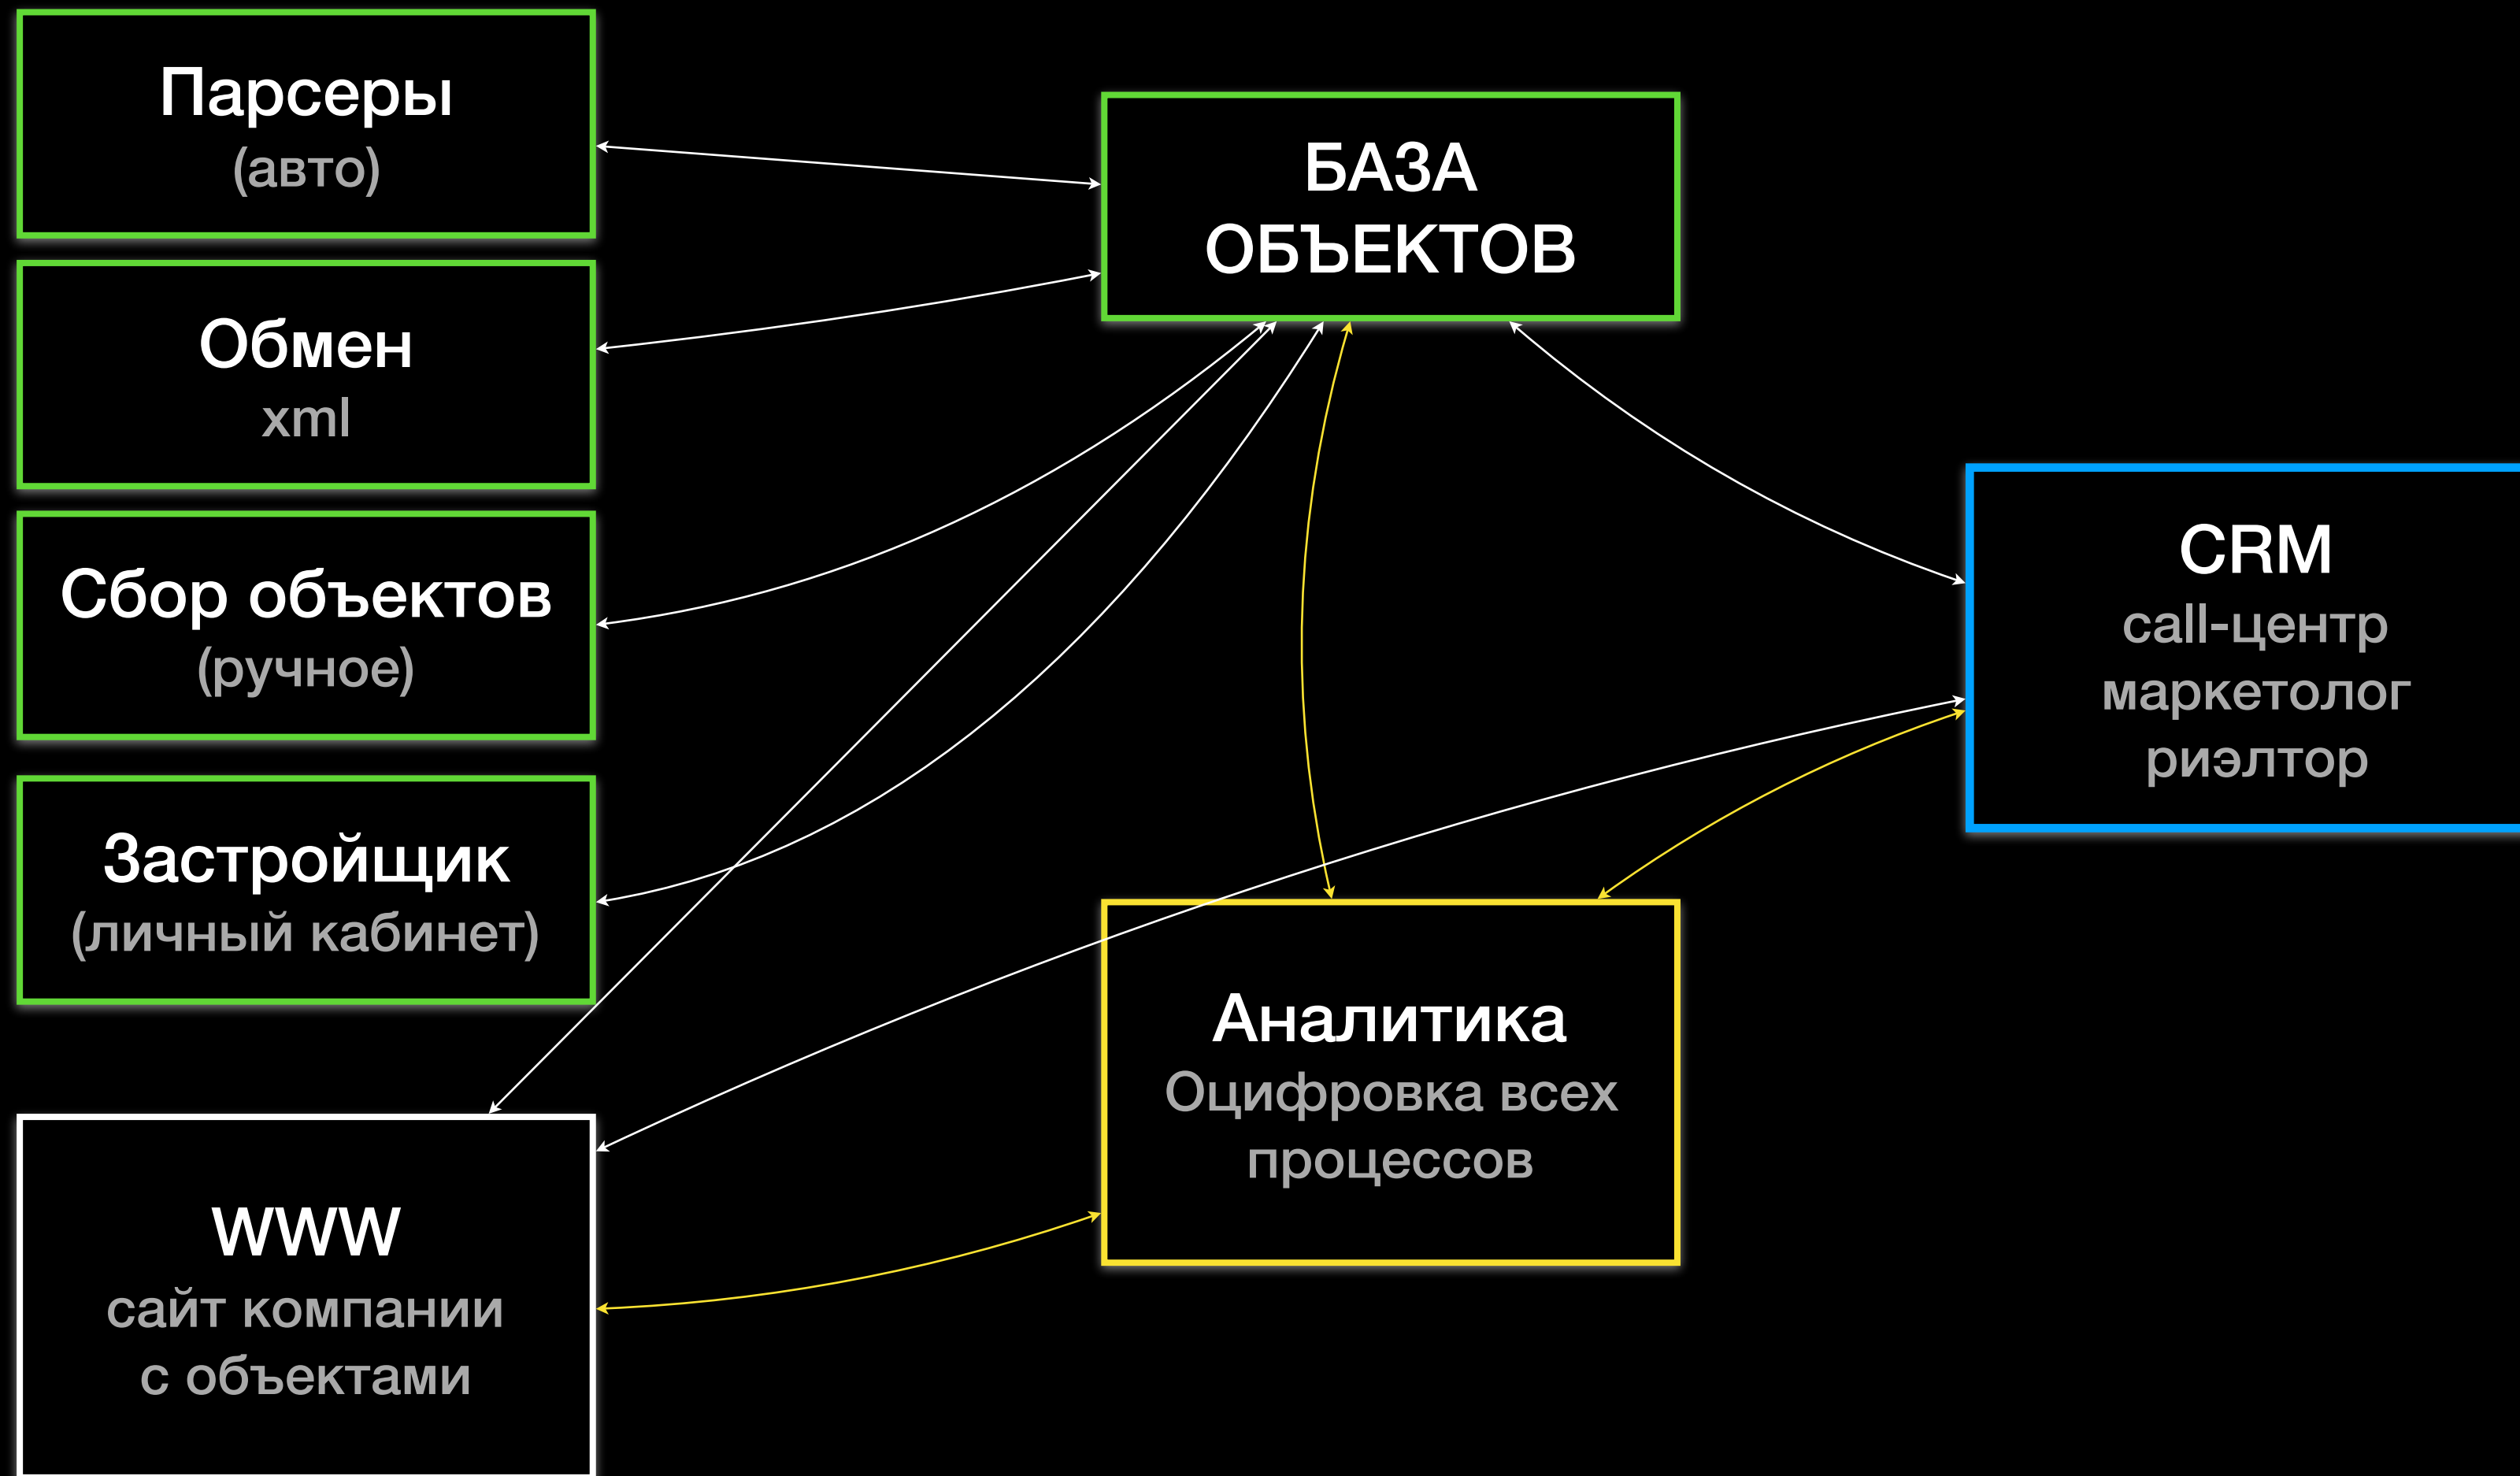 Парсеры
(авто)
Обмен
xml
Сбор объектов
(ручное)
Застройщик
(личный кабинет)
WWW
сайт компании
с объектами
БАЗА
ОБЪЕКТОВ
Аналитика
Оцифровка всех
процессов
CRM
call-центр
маркетолог
риэлтор